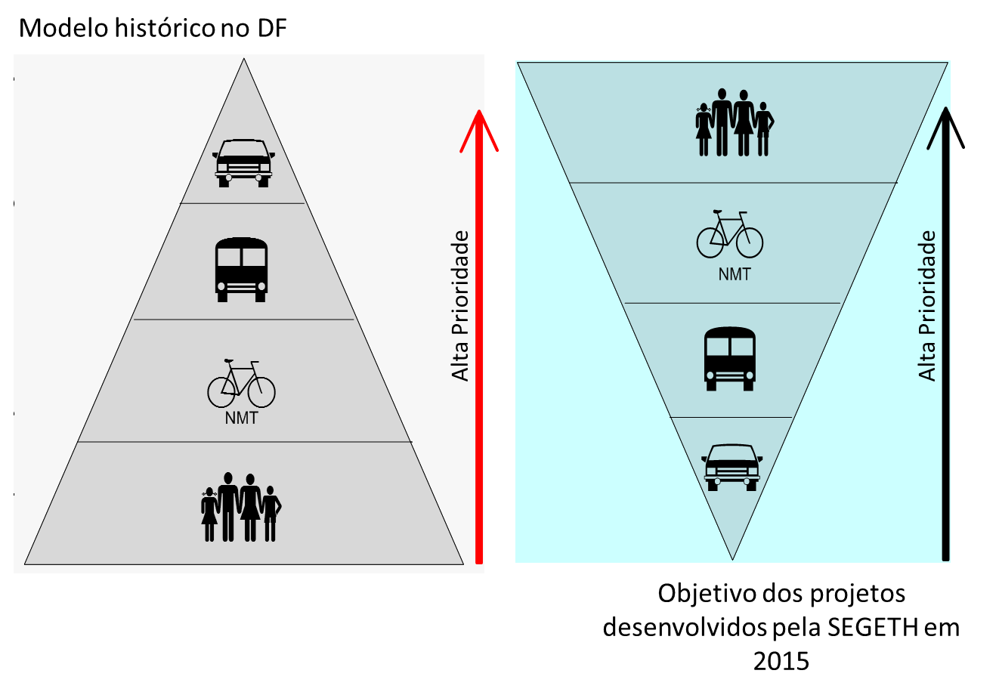 Modelo histórico no DF
Alta Prioridade
NMT
NMT
Alta Prioridade
Objetivo dos projetos
desenvolvidos pela SEGETH em
2015